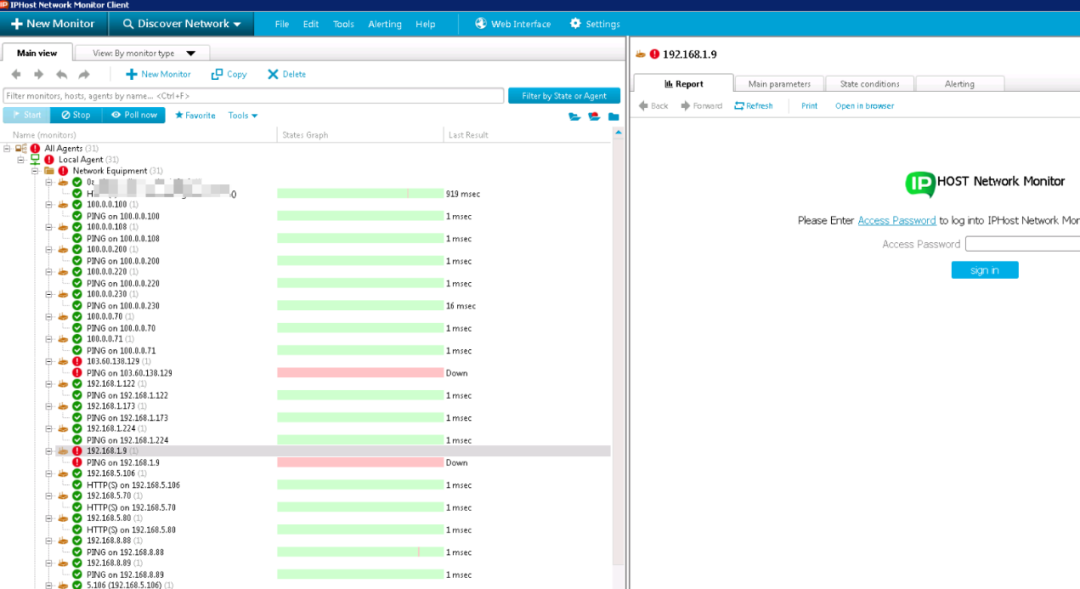 IPHost Network Monitor Client
New Monitor
Discover Network
File
Edit
Tools
Alerting
Help
Web Interface
Settings
Main view
View: By monitor type
New Monitor
Copy
Delete
Filter monitors, hosts, agents by name... <Ctrl+F>
Filter by State or Agent
Start
Stop
Poll now
Favorite
Tools
Name (monitors)
States Graph
Last Result
All Agents (31)
Local Agent (31)
Network Equipment (31)
919 msec
100.0.0.100 (1)
PING on 100.0.0.100
1 msec
100.0.0.108 (1)
PING on 100.0.0.108
1 msec
100.0.0.200 (1)
PING on 100.0.0.200
1 msec
100.0.0.220 (1)
PING on 100.0.0.220
1 msec
100.0.0.230 (1)
PING on 100.0.0.230
16 msec
100.0.0.70 (1)
PING on 100.0.0.70
1 msec
100.0.0.71 (1)
PING on 100.0.0.71
1 msec
103.60.138.129 (1)
PING on 103.60.138.129
Down
192.168.1.122 (1)
PING on 192.168.1.122
1 msec
192.168.1.173 (1)
PING on 192.168.1.173
1 msec
192.168.1.224 (1)
PING on 192.168.1.224
1 msec
192.168.1.9 (1)
PING on 192.168.1.9
Down
192.168.5.106 (1)
HTTP(S) on 192.168.5.106
1 msec
192.168.5.70 (1)
HTTP(S) on 192.168.5.70
1 msec
192.168.5.80 (1)
HTTP(S) on 192.168.5.80
1 msec
192.168.8.88 (1)
PING on 192.168.8.88
1 msec
192.168.8.89 (1)
PING on 192.168.8.89
1 msec
5.106 (192.168.5.106) (1)
192.168.1.9
Report
Main parameters
State conditions
Alerting
Back
Forward
Refresh
Print
Open in browser
IPHOST Network Monitor
Please Enter Access Password to log into IPHost Network Mor
Access Password
sign in